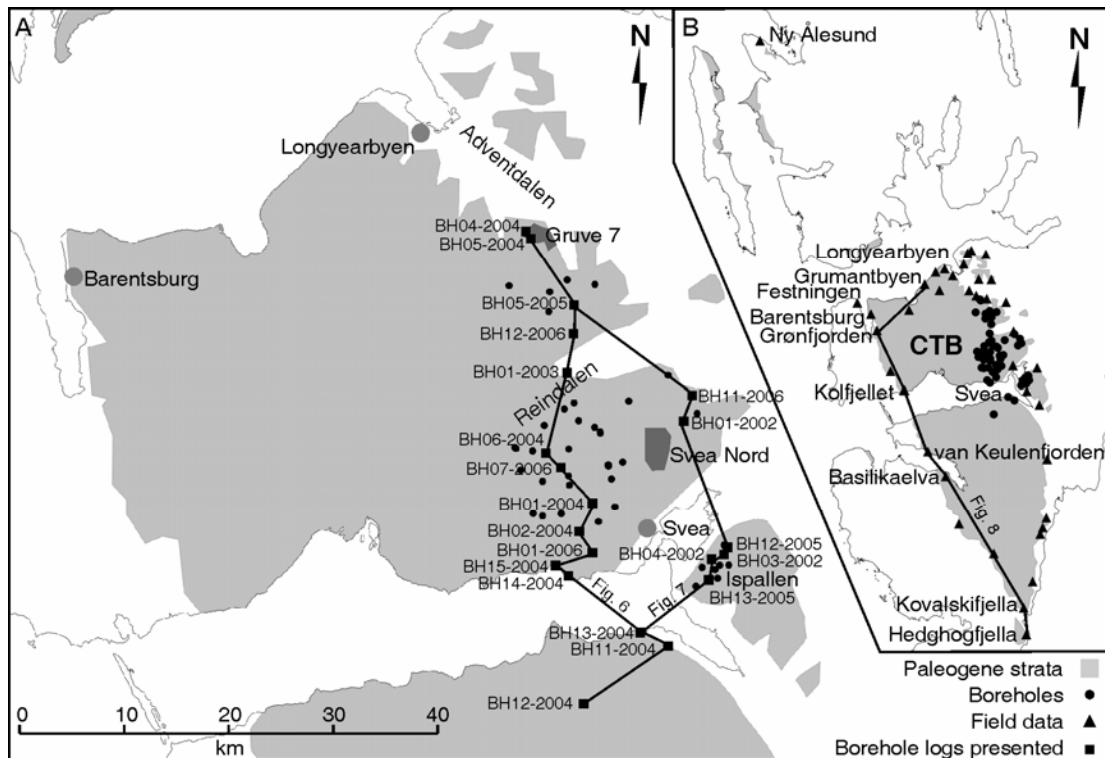 A
N
Longyearbyen
Adventdalen
BH04-2004
BH05-2004
Gruve 7
Barentsburg
BH05-2005
BH12-2006
BH01-2003
Reindalen
BH11-2006
BH01-2002
BH06-2004
BH07-2006
Svea Nord
BH01-2004
BH02-2004
Svea
BH01-2006
BH04-2002
BH12-2005
BH03-2002
BH15-2004
BH14-2004
Ispallen
BH13-2005
Fig. 6
Fig. 7
BH13-2004
BH11-2004
BH12-2004
0 10 20 30 40
km
B
Ny Ålesund
N
Longyearbyen
Grumantbyen
Festningen
Barentsburg
Grønfjorden
CTB
Kolfjellet
Svea
van Keulenfjorden
Basilikaelva
Fig. 8
Kovalskifjella
Hedghogfjella
Paleogene strata
Boreholes
Field data
Borehole logs presented